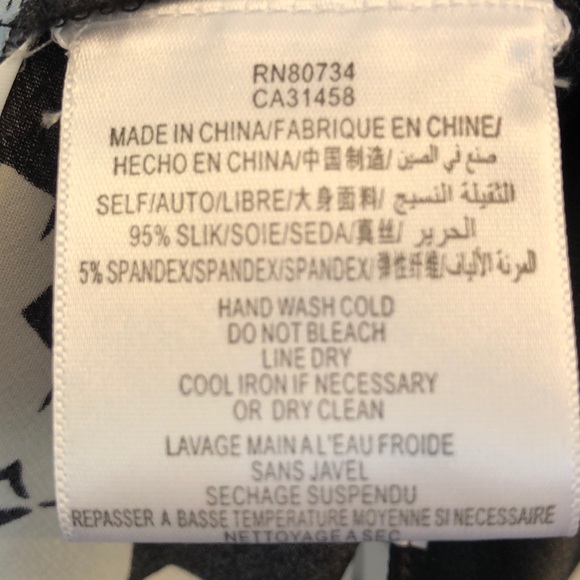 RN80734
CA31458
MADE IN CHINA/FABRIQUE EN CHINE/
HECHO EN CHINA/中国制造/ صنع في الصين
SELF/AUTO/LIBRE/大身面料/ الثقيلة النسيج
95% SLIK/SOIE/SEDA/真丝/ الحرير
5% SPANDEX/SPANDEX/SPANDEX/弹性纤维/المرنة الألياف
HAND WASH COLD
DO NOT BLEACH
LINE DRY
COOL IRON IF NECESSARY
OR DRY CLEAN
LAVAGE MAIN A L'EAU FROIDE
SANS JAVEL
SECHAGE SUSPENDU
REPASSER A BASSE TEMPERATURE MOYENNE SI NECESSAIRE
NETTOYAGE A SEC